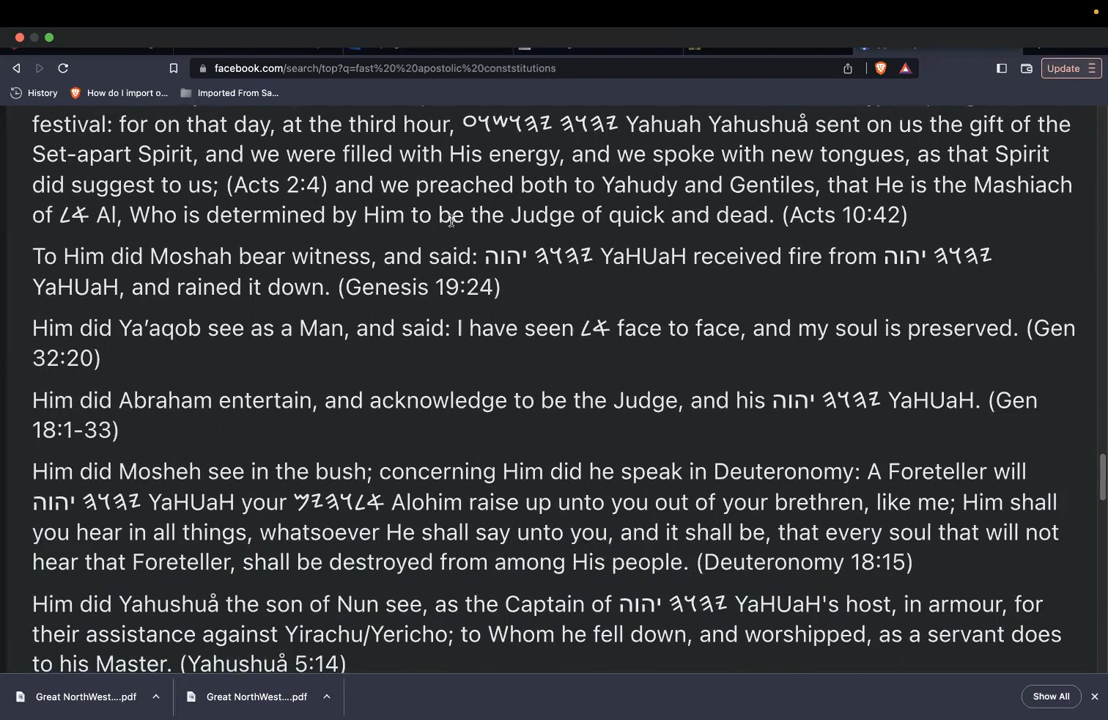 facebook.com/search/top?q=fast%20%20apostolic%20conststitutions
Update
History
How do I import o...
Imported From Sa...
festival: for on that day, at the third hour, 𐤏𐤅𐤔𐤅𐤄𐤉 𐤄𐤅𐤄𐤉 Yahuah Yahushuå sent on us the gift of the
Set-apart Spirit, and we were filled with His energy, and we spoke with new tongues, as that Spirit
did suggest to us; (Acts 2:4) and we preached both to Yahudy and Gentiles, that He is the Mashiach
of 𐤀𐤋 Al, Who is determined by Him to be the Judge of quick and dead. (Acts 10:42)
To Him did Moshah bear witness, and said: יהוה 𐤉𐤄𐤅𐤄 YaHUaH received fire from יהוה 𐤉𐤄𐤅𐤄
YaHUaH, and rained it down. (Genesis 19:24)
Him did Ya’aqob see as a Man, and said: I have seen 𐤀𐤋 face to face, and my soul is preserved. (Gen
32:20)
Him did Abraham entertain, and acknowledge to be the Judge, and his יהוה 𐤉𐤄𐤅𐤄 YaHUaH. (Gen
18:1-33)
Him did Mosheh see in the bush; concerning Him did he speak in Deuteronomy: A Foreteller will
יהוה 𐤉𐤄𐤅𐤄 YaHUaH your 𐤀𐤋𐤅𐤄𐤉𐤌 Alohim raise up unto you out of your brethren, like me; Him shall
you hear in all things, whatsoever He shall say unto you, and it shall be, that every soul that will not
hear that Foreteller, shall be destroyed from among His people. (Deuteronomy 18:15)
Him did Yahushuå the son of Nun see, as the Captain of יהוה 𐤉𐤄𐤅𐤄 YaHUaH's host, in armour, for
their assistance against Yirachu/Yericho; to Whom he fell down, and worshipped, as a servant does
to his Master. (Yahushuå 5:14)
Great NorthWest....pdf
Great NorthWest....pdf
Show All